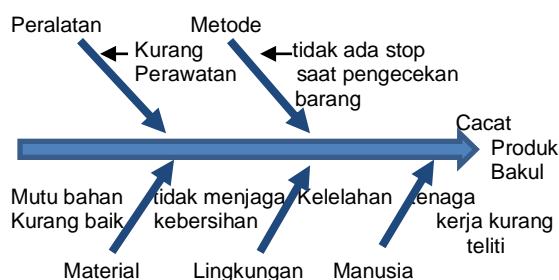 Peralatan Metode
Kurang tidak ada stop
Perawatan saat pengecekan
barang
Cacat
Produk
Bakul
Mutu bahan tidak menjaga Kelelahan tenaga
Kurang baik kebersihan kerja kurang
teliti
Material Lingkungan Manusia